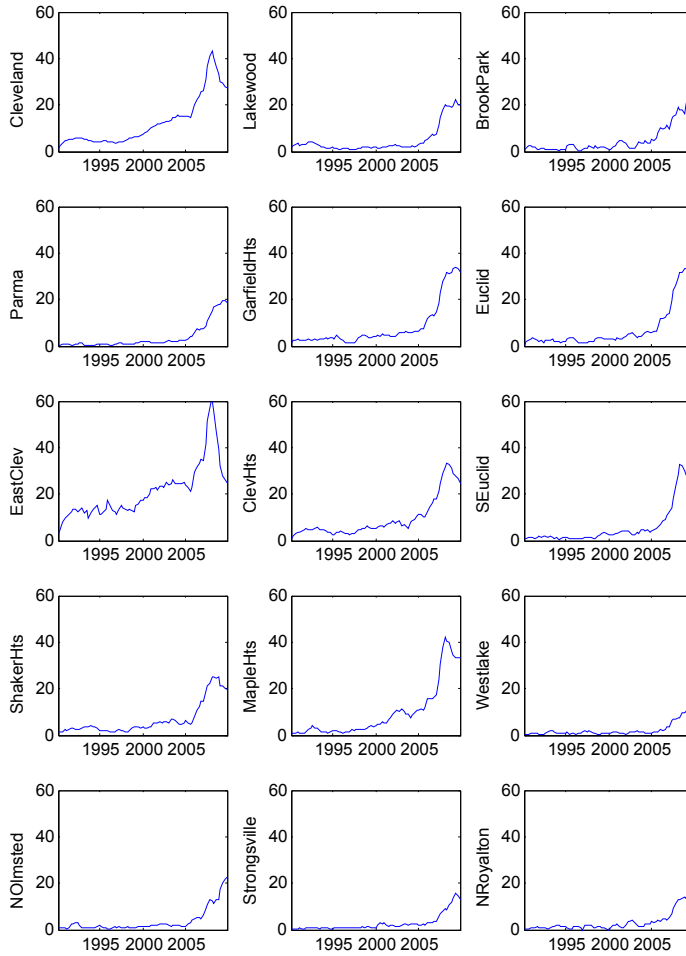 60 60 60
40 40 40
20 20 20
0 0 0
Cleveland Lakewood BrookPark
1995 2000 2005 1995 2000 2005 1995 2000 2005
60 60 60
40 40 40
20 20 20
0 0 0
Parma GarfieldHts Euclid
1995 2000 2005 1995 2000 2005 1995 2000 2005
60 60 60
40 40 40
20 20 20
0 0 0
EastClev ClevHts SEuclid
1995 2000 2005 1995 2000 2005 1995 2000 2005
60 60 60
40 40 40
20 20 20
0 0 0
ShakerHts MapleHts Westlake
1995 2000 2005 1995 2000 2005 1995 2000 2005
60 60 60
40 40 40
20 20 20
0 0 0
NOlmsted Strongsville NRoyalton
1995 2000 2005 1995 2000 2005 1995 2000 2005